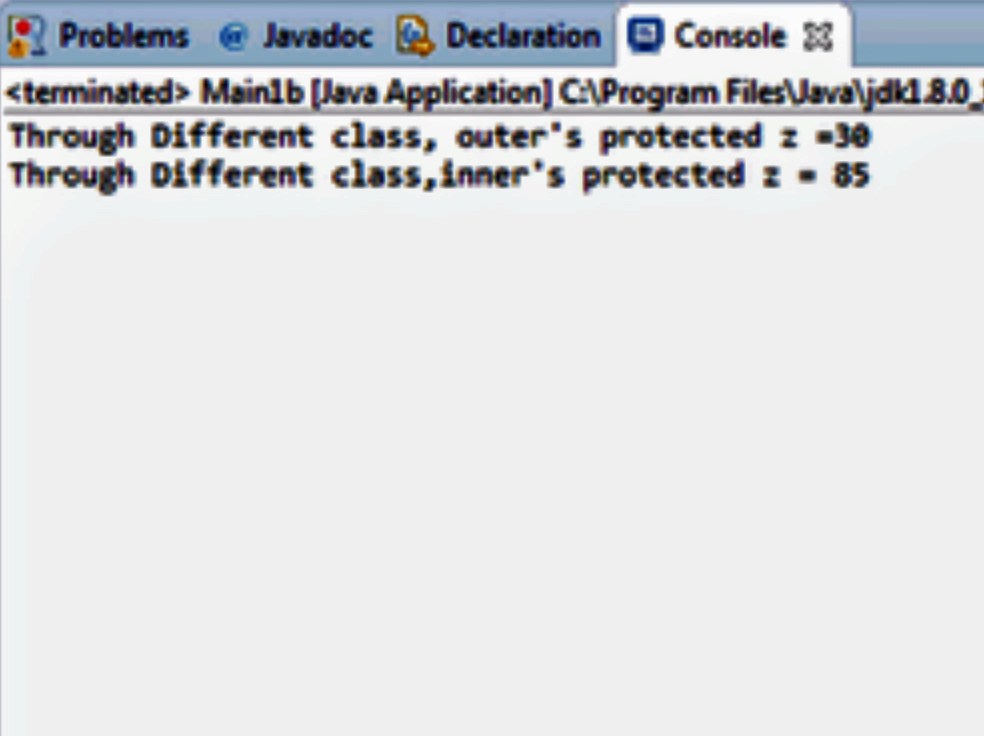 Problems @ Javadoc Declaration Console
<terminated> Main1b [Java Application] C:\Program Files\Java\jdk1.8.0_
Through Different class, outer's protected z =30
Through Different class,inner's protected z = 85